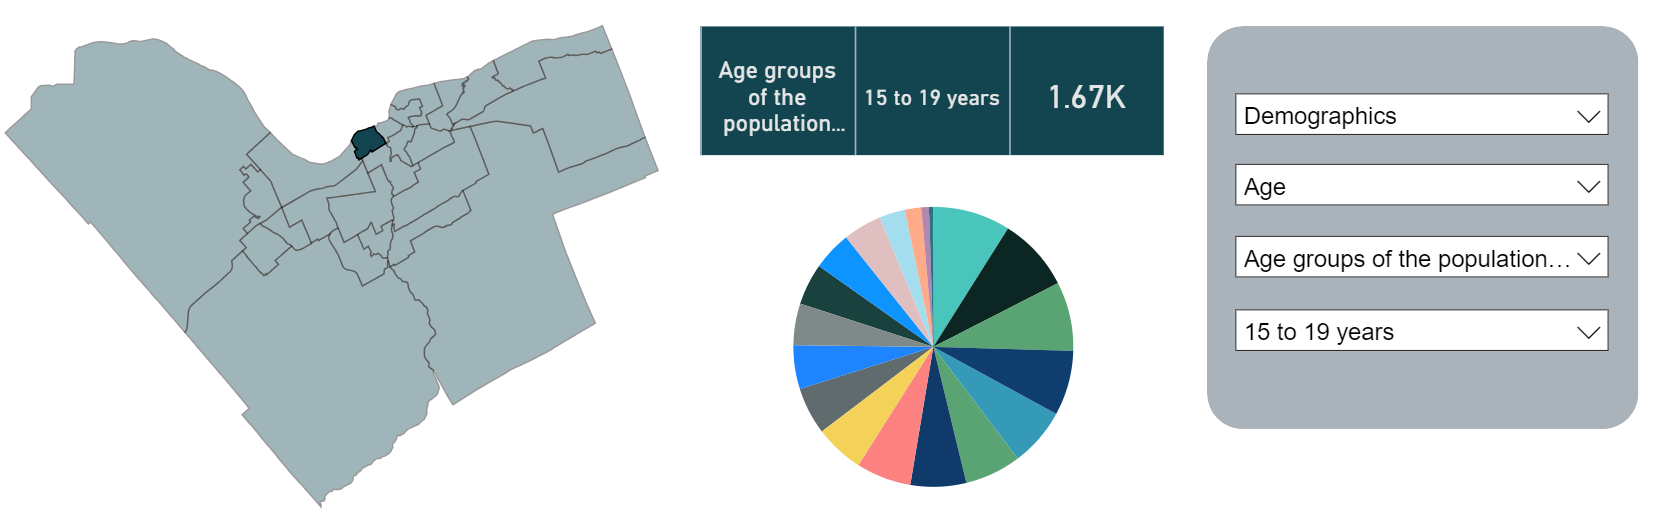 Age groups
of the
population...
15 to 19 years
1.67K
Demographics
Age
Age groups of the population...
15 to 19 years